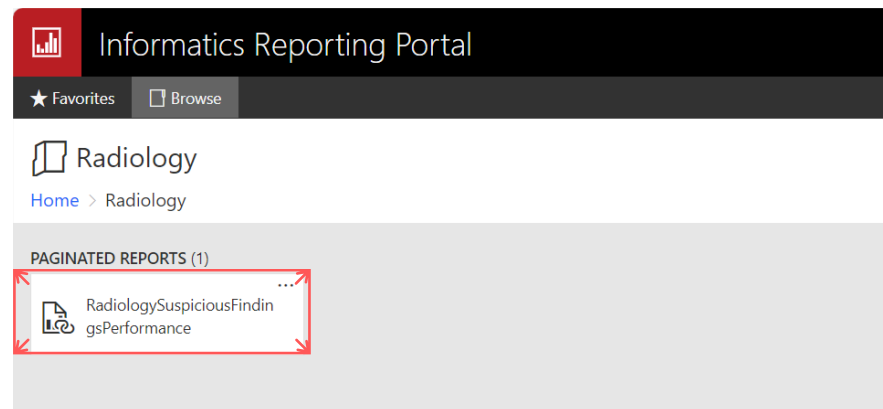 Informatics Reporting Portal
Favorites Browse
Radiology
Home > Radiology
PAGINATED REPORTS (1)
...
RadiologySuspiciousFindin
gsPerformance